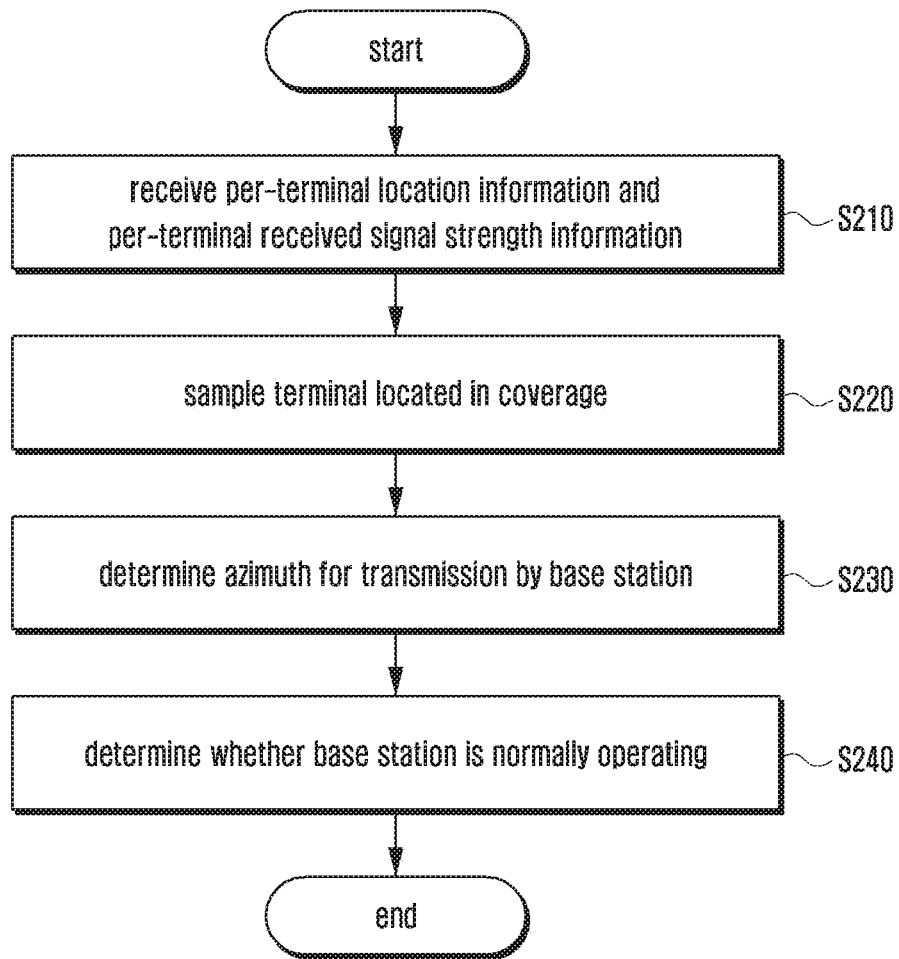 start
receive per-terminal location information and
per-terminal received signal strength information
S210
sample terminal located in coverage
S220
determine azimuth for transmission by base station
S230
determine whether base station is normally operating
S240
end